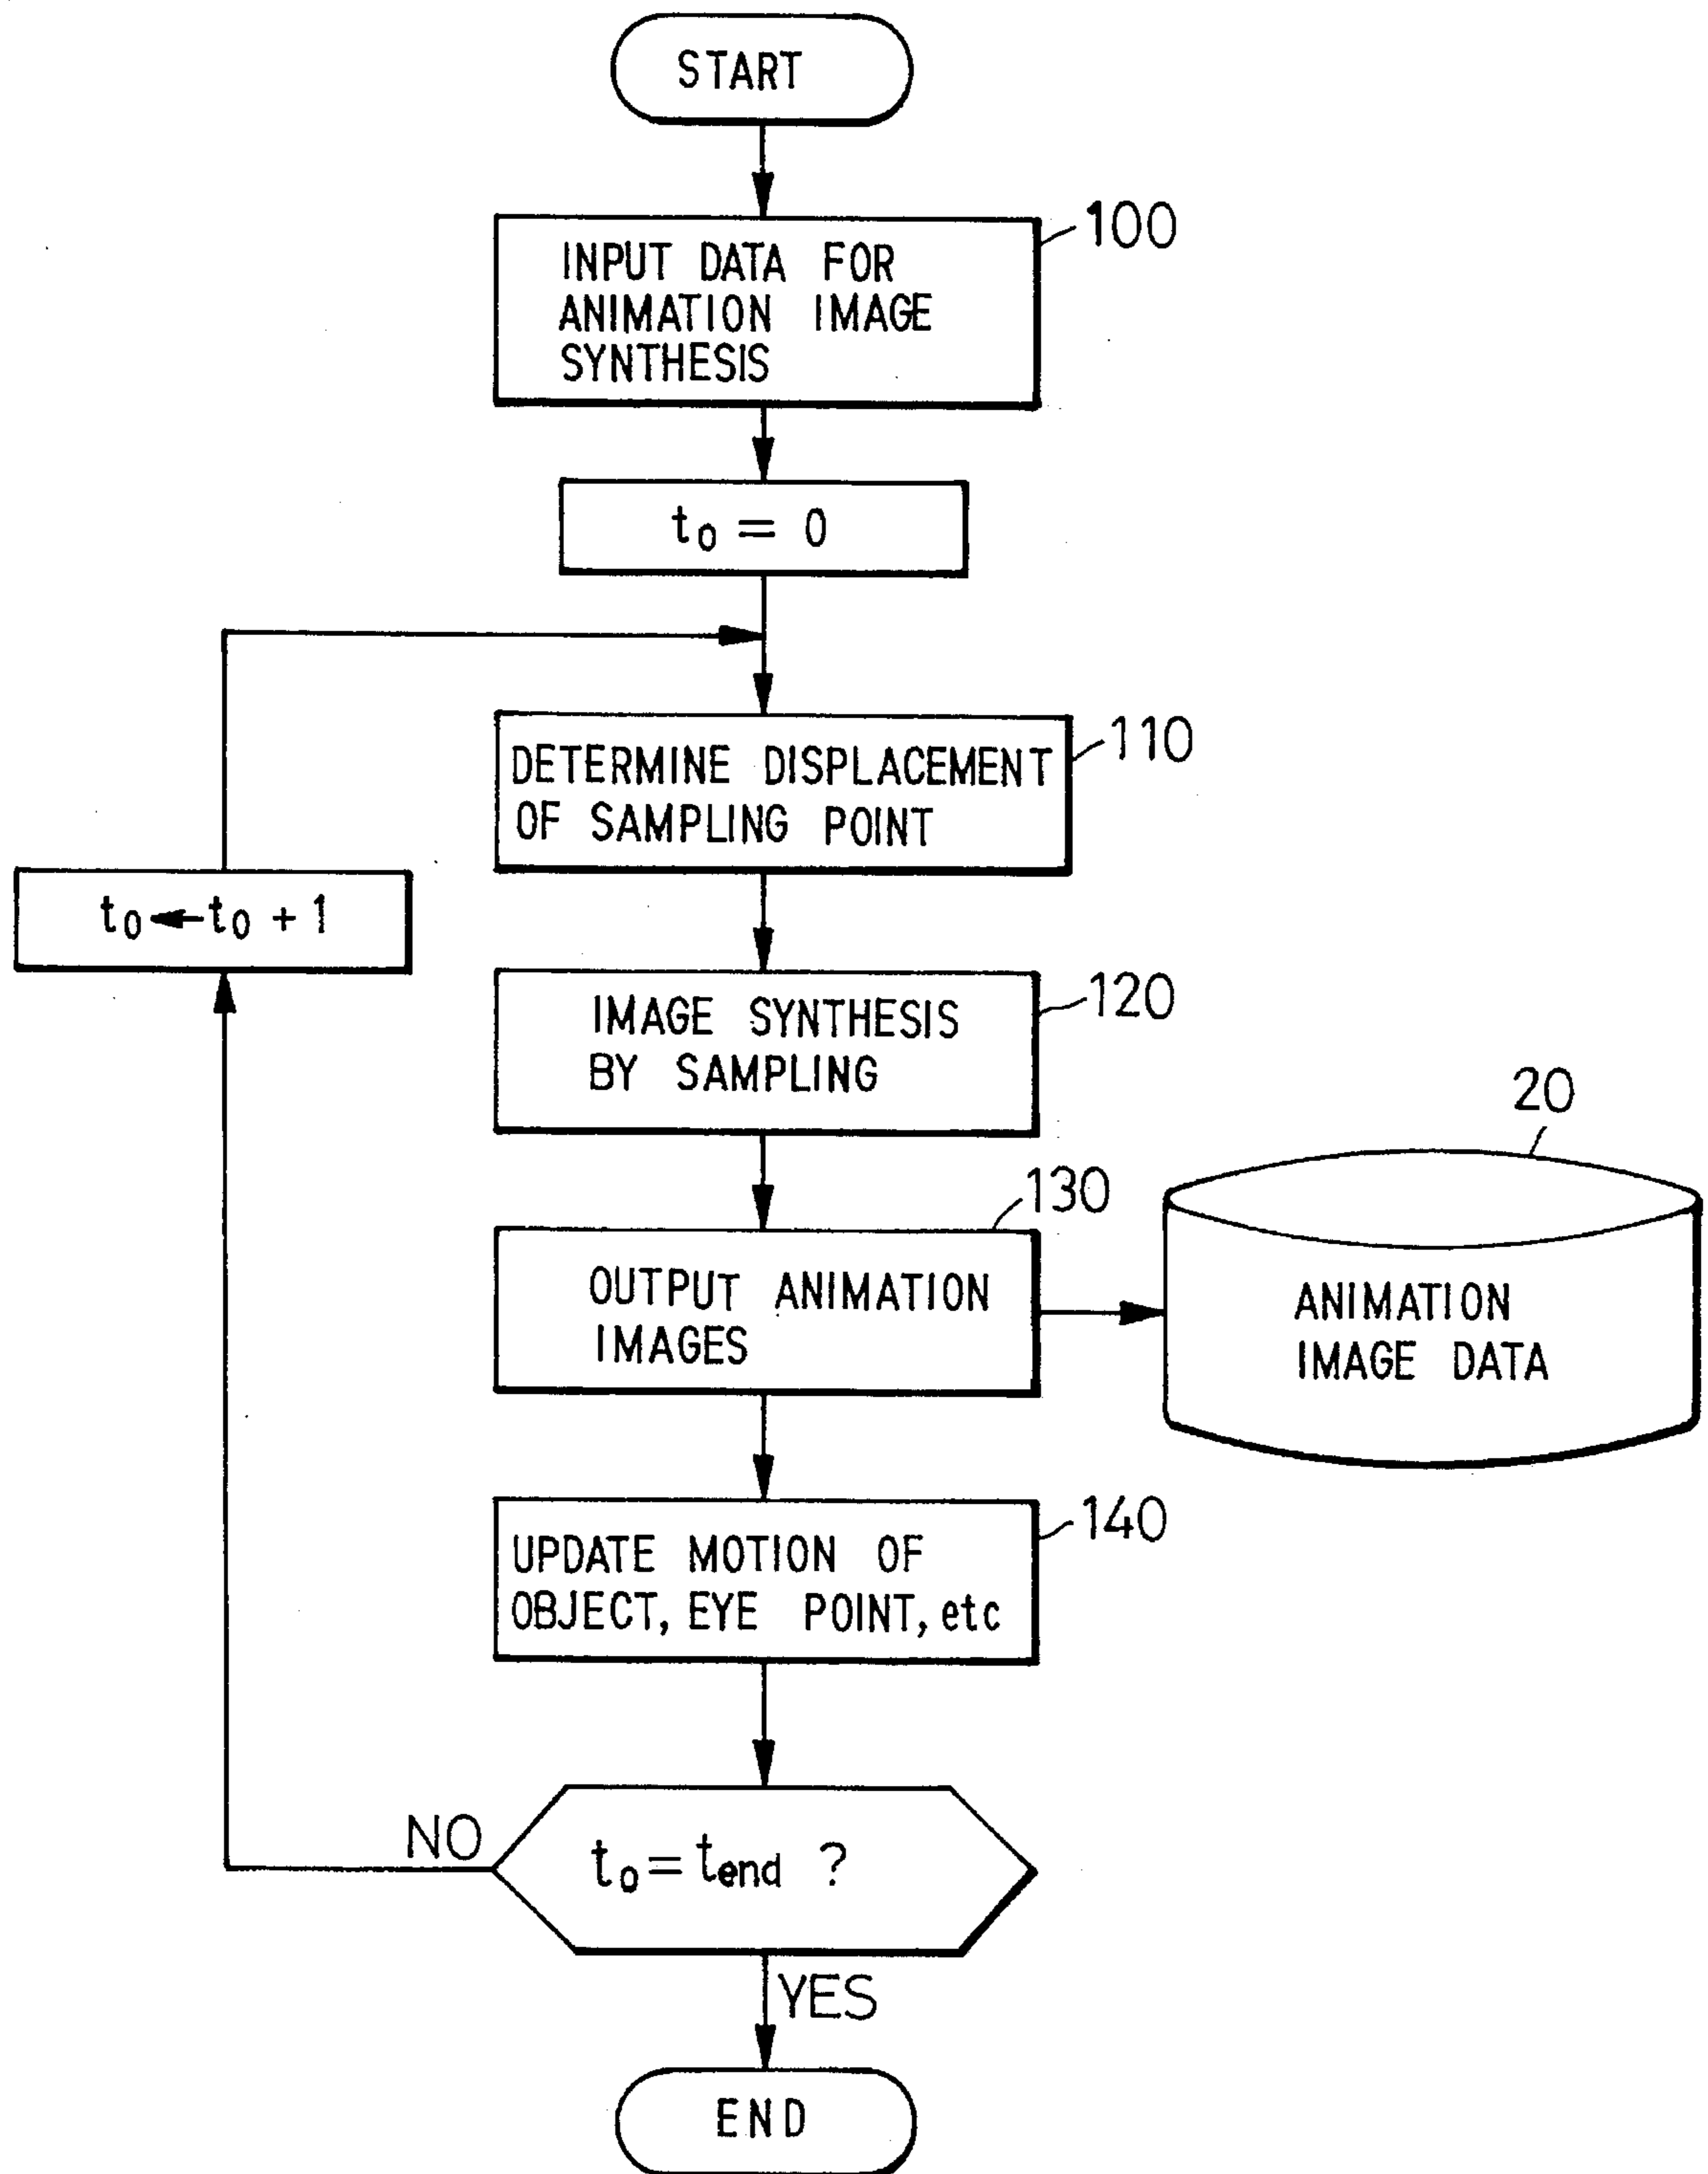 START
100
INPUT DATA FOR
ANIMATION IMAGE
SYNTHESIS
t₀ = 0
110
DETERMINE DISPLACEMENT
OF SAMPLING POINT
t₀ ← t₀ + 1
120
IMAGE SYNTHESIS
BY SAMPLING
20
130
OUTPUT ANIMATION
IMAGES
ANIMATION
IMAGE DATA
140
UPDATE MOTION OF
OBJECT, EYE POINT, etc
NO
t₀ = tend ?
YES
END